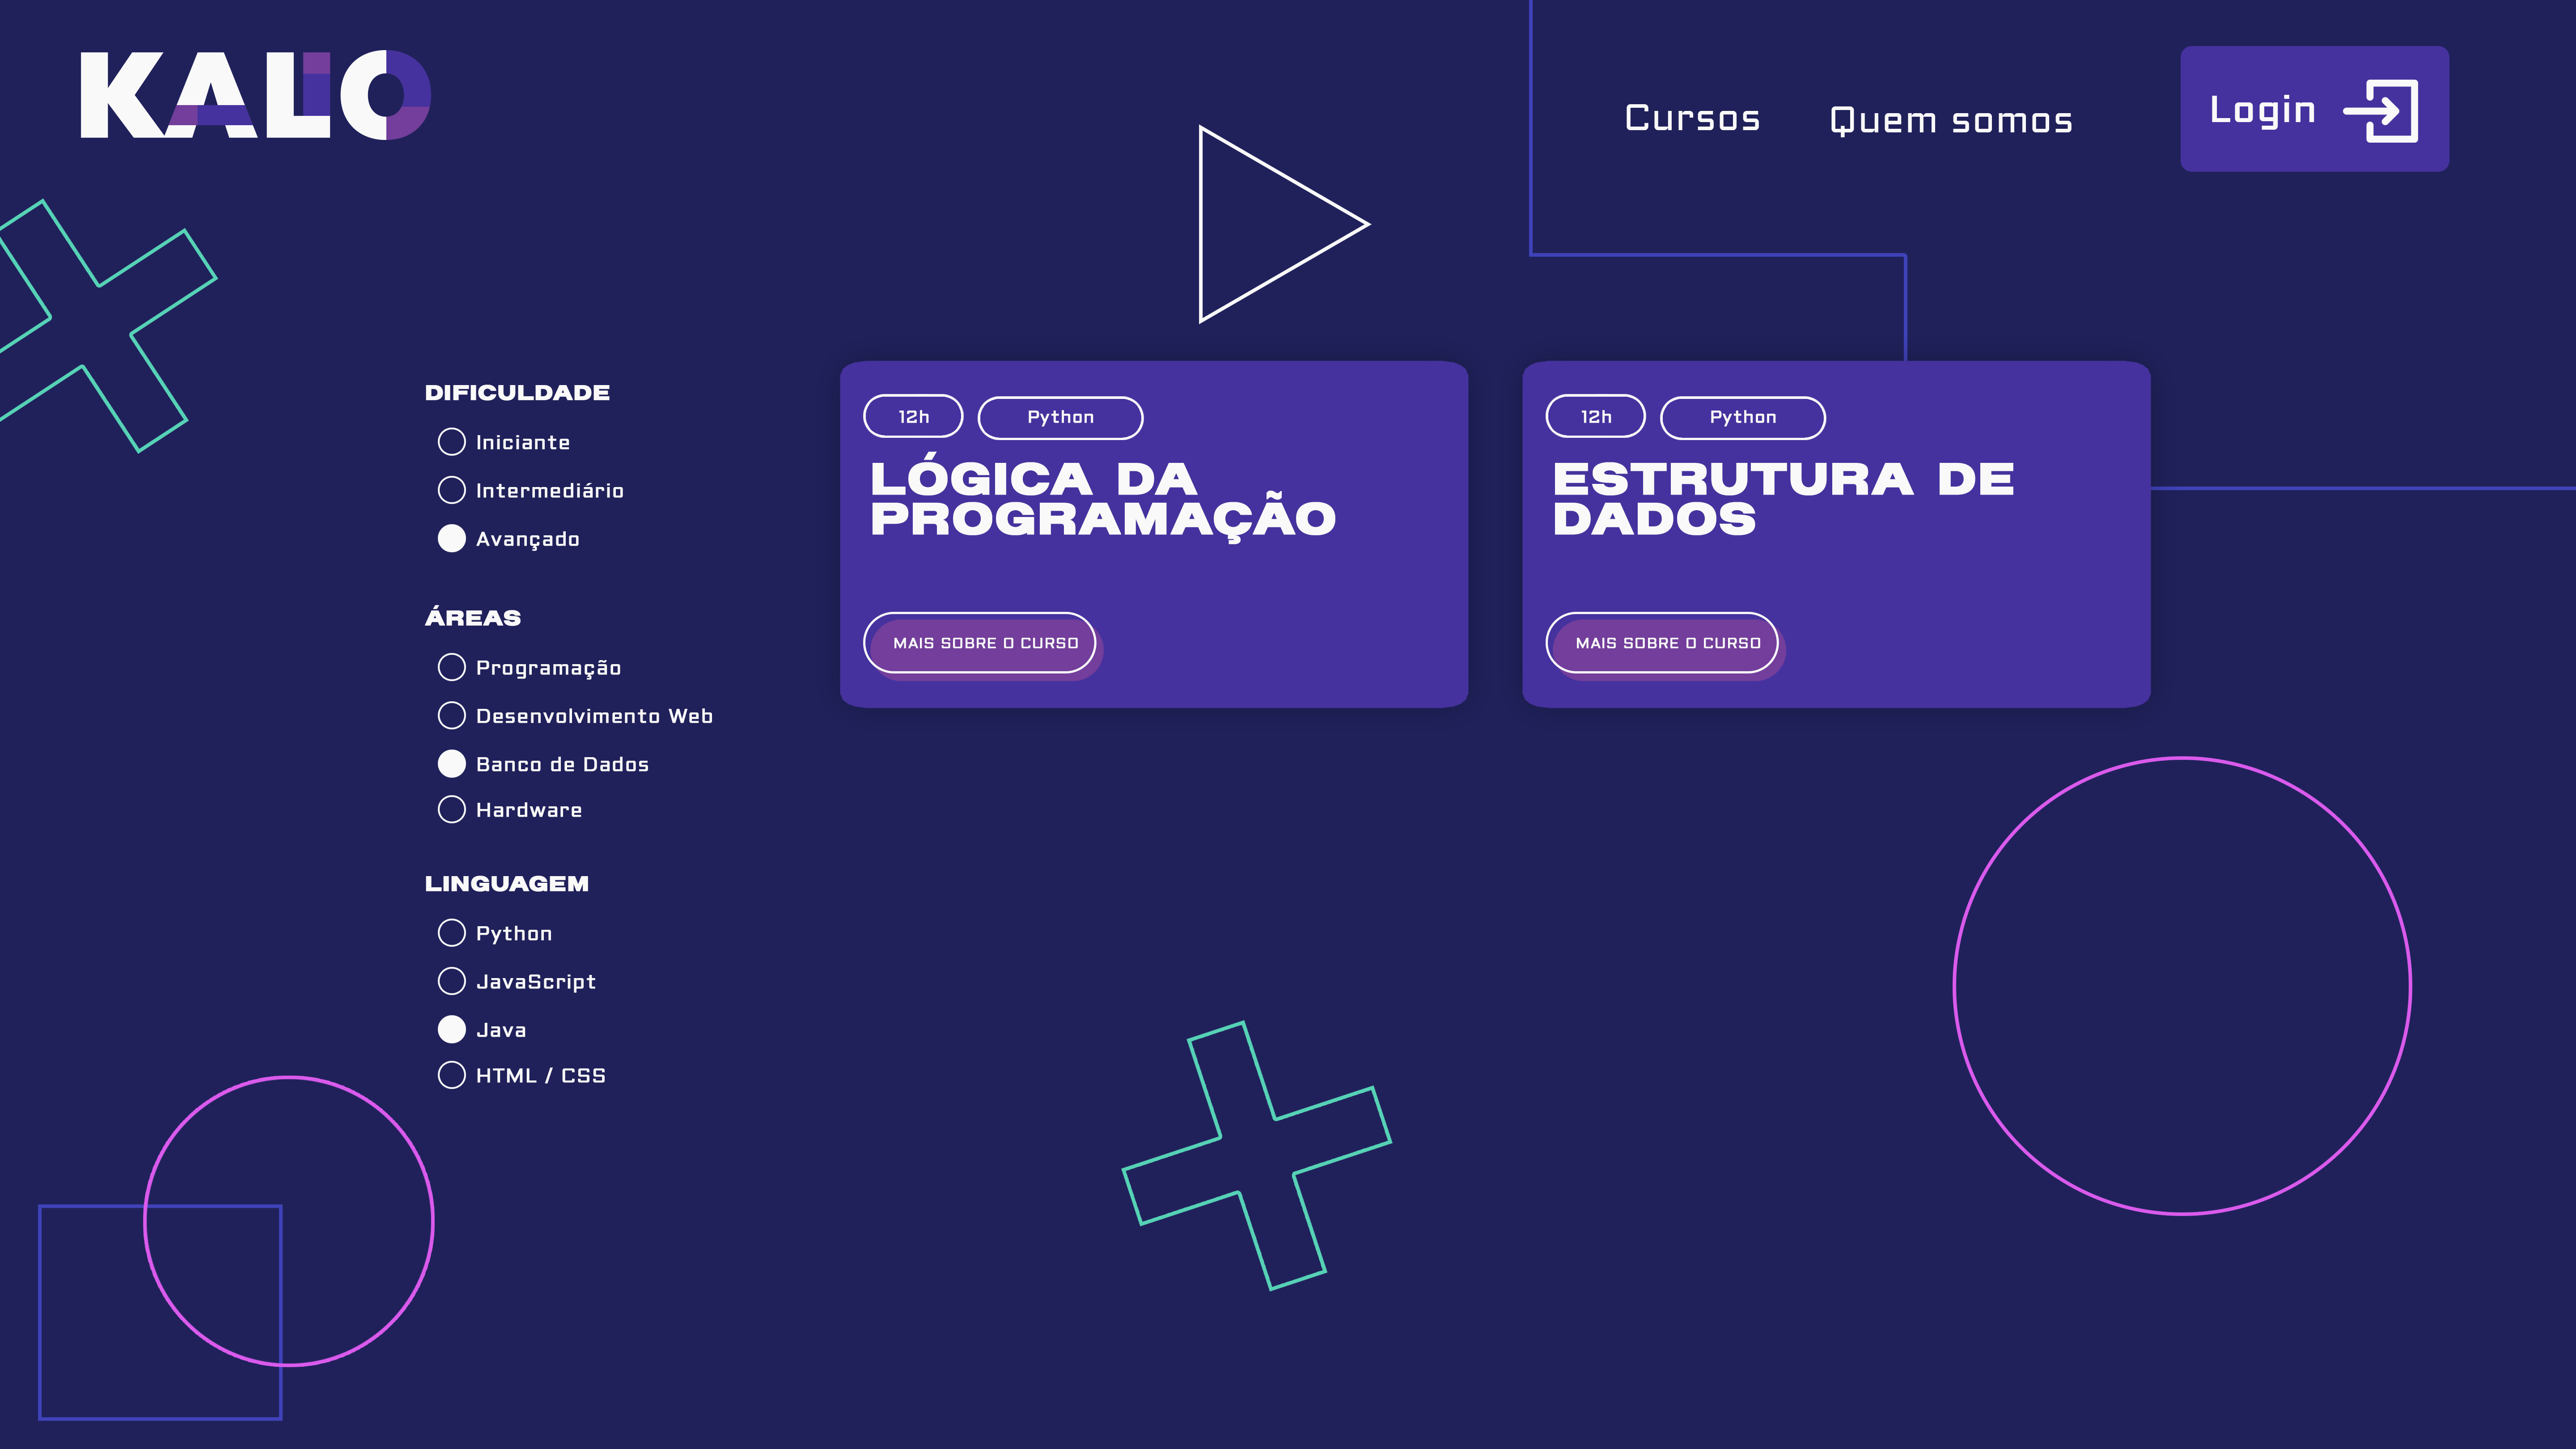 KALIO
Cursos
Quem somos
Login
DIFICULDADE
Iniciante
Intermediário
Avançado
ÁREAS
Programação
Desenvolvimento Web
Banco de Dados
Hardware
LINGUAGEM
Python
JavaScript
Java
HTML / CSS
12h
Python
LÓGICA DA
PROGRAMAÇÃO
MAIS SOBRE O CURSO
12h
Python
ESTRUTURA DE
DADOS
MAIS SOBRE O CURSO